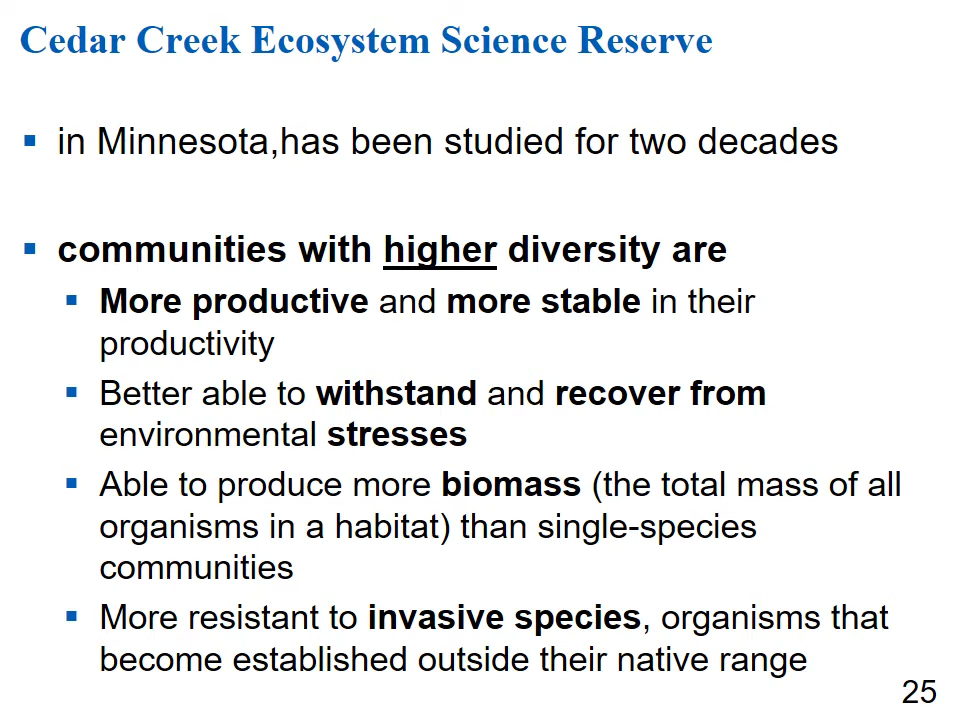 Cedar Creek Ecosystem Science Reserve
▪ in Minnesota,has been studied for two decades
▪ communities with higher diversity are
▪ More productive and more stable in their
productivity
▪ Better able to withstand and recover from
environmental stresses
▪ Able to produce more biomass (the total mass of all
organisms in a habitat) than single-species
communities
▪ More resistant to invasive species, organisms that
become established outside their native range
25